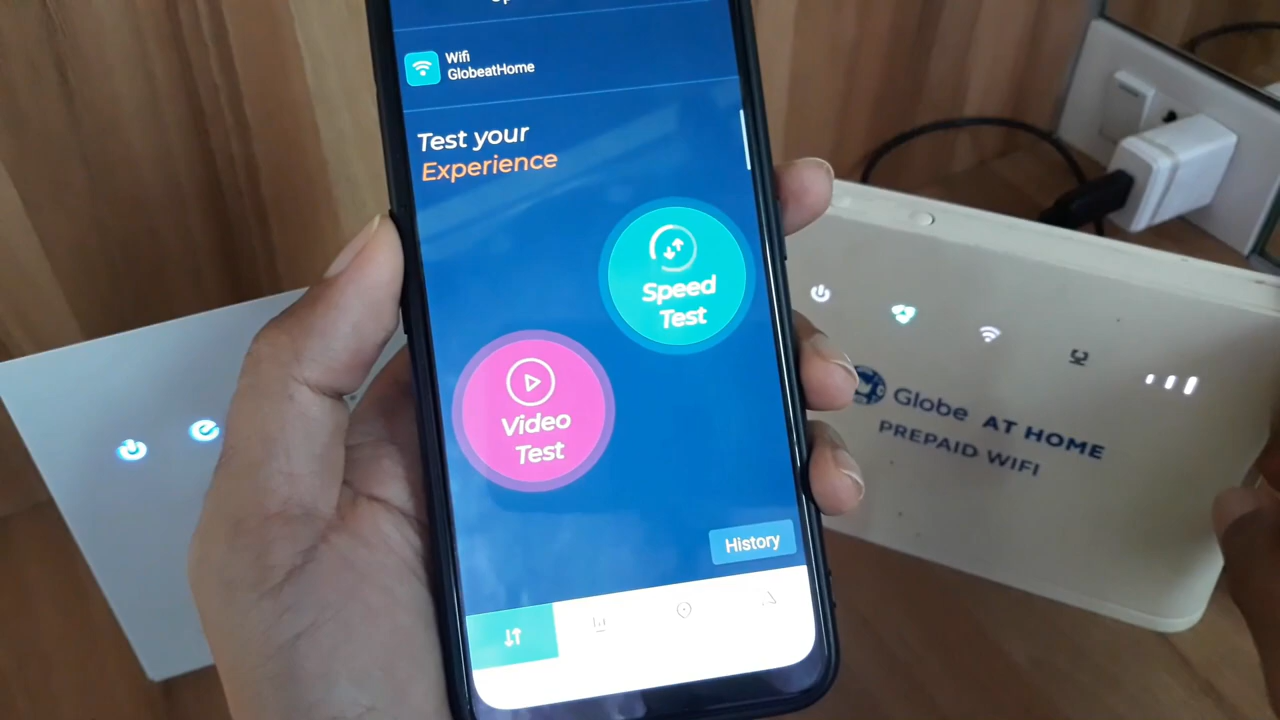 Wifi
GlobeatHome
Test your
Experience
Speed
Test
Video
Test
History
Globe AT HOME
PREPAID WIFI